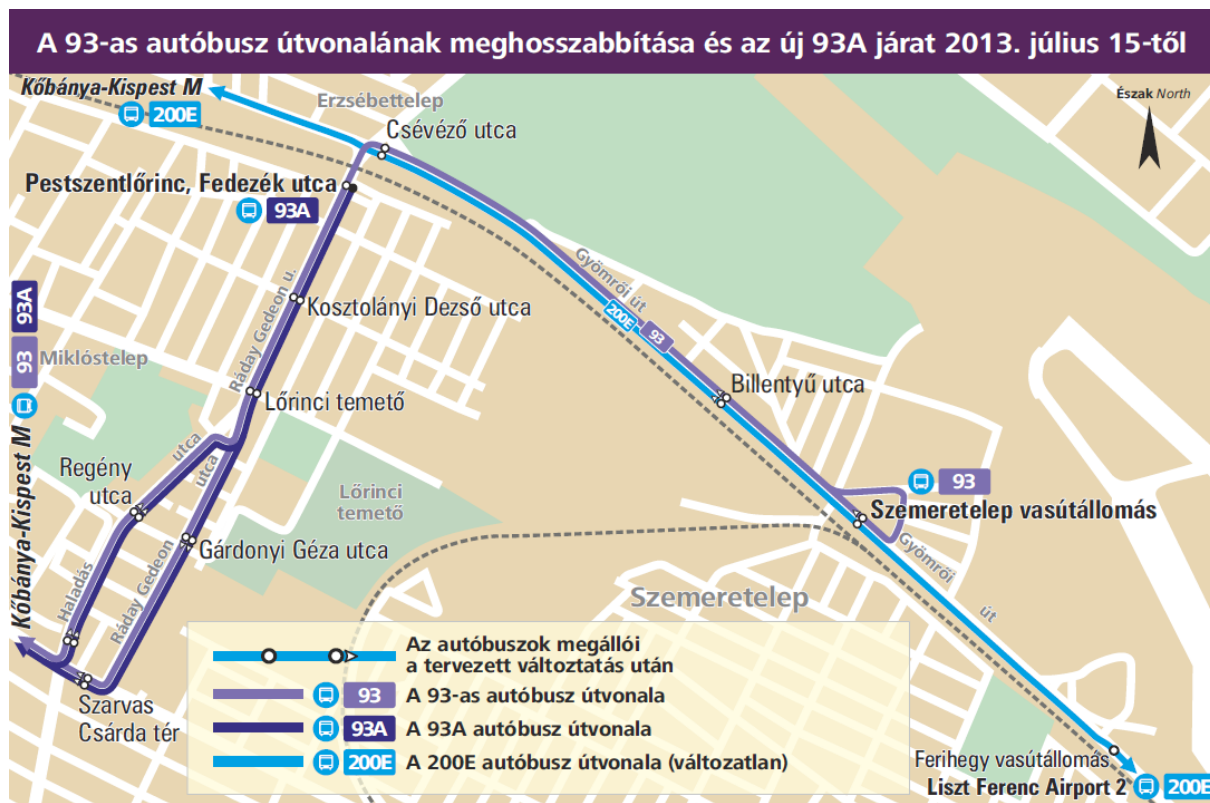 A 93-as autóbusz útvonalának meghosszabbítása és az új 93A járat 2013. július 15-től
Kőbánya-Kispest M
200E
Erzsébettelep
Csévéző utca
Észak North
Pestszentlőrinc, Fedezék utca
93A
Gyömrői út
200E
93
Ráday Gedeon u.
Kosztolányi Dezső utca
93 93A
Miklóstelep
Kőbánya-Kispest M
Lőrinci temető
Billentyű utca
utca
utca
Regény
utca
Lőrinci
temető
93
Szemeretelep vasútállomás
Gárdonyi Géza utca
Gyömrői
út
Haladás
Ráday Gedeon
Szemeretelep
Szarvas
Csárda tér
Az autóbuszok megállói
a tervezett változtatás után
93 A 93-as autóbusz útvonala
93A A 93A autóbusz útvonala
200E A 200E autóbusz útvonala (változatlan)
Ferihegy vasútállomás
Liszt Ferenc Airport 2 200E